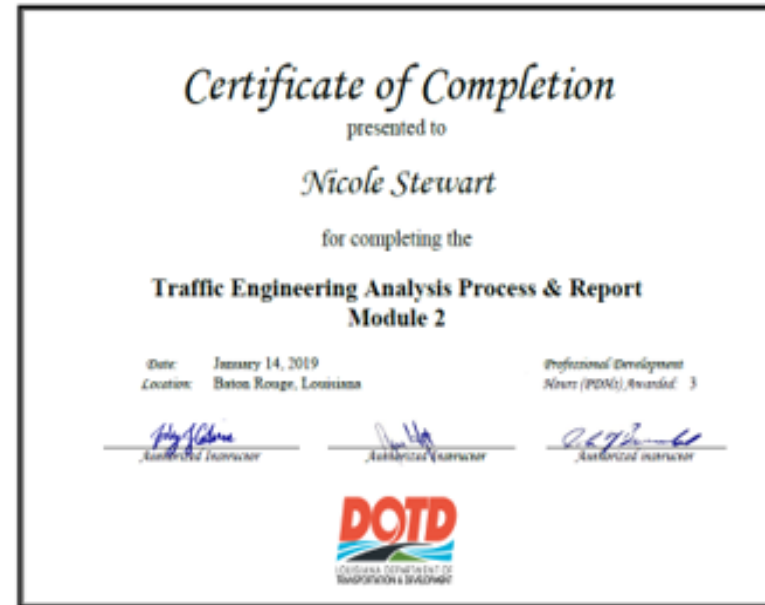 Certificate of Completion
presented to
Nicole Stewart
for completing the
Traffic Engineering Analysis Process & Report
Module 2
Date: January 14, 2019
Location: Baton Rouge, Louisiana
Professional Development
Hours (PDHs) Awarded: 3
Authorized Instructor
Authorized Instructor
Authorized Instructor
DOTD
LOUISIANA DEPARTMENT OF
TRANSPORTATION & DEVELOPMENT